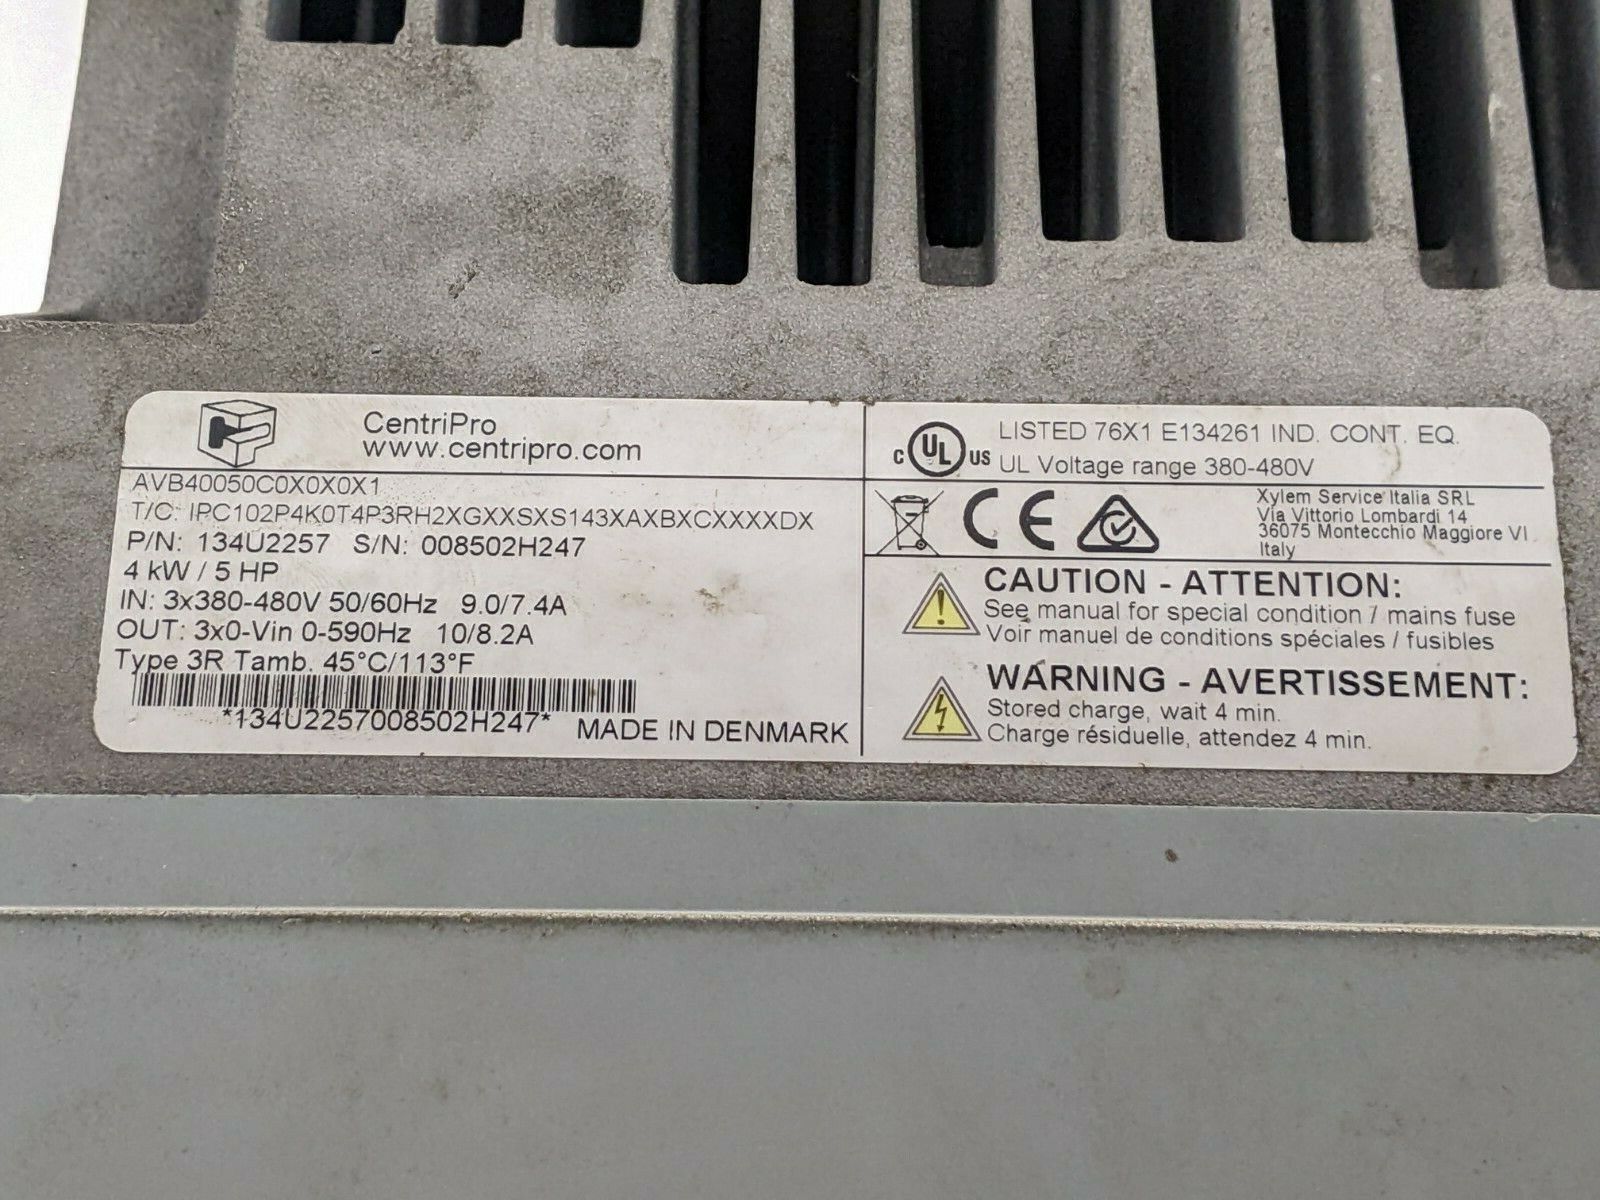 CentriPro
www.centripro.com
AVB40050C0X0X0X1
T/C: IPC102P4K0T4P3RH2XGXXSXS143XAXBXCXXXXDX
P/N: 134U2257 S/N: 008502H247
4 kW / 5 HP
IN: 3x380-480V 50/60Hz 9.0/7.4A
OUT: 3x0-Vin 0-590Hz 10/8.2A
Type 3R Tamb. 45°C/113°F
*134U2257008502H247*
MADE IN DENMARK
C UL US
LISTED 76X1 E134261 IND. CONT. EQ.
UL Voltage range 380-480V
CE
Xylem Service Italia SRL
Via Vittorio Lombardi 14
36075 Montecchio Maggiore VI
Italy
CAUTION - ATTENTION:
See manual for special condition / mains fuse
Voir manuel de conditions spéciales / fusibles
WARNING - AVERTISSEMENT:
Stored charge, wait 4 min.
Charge résiduelle, attendez 4 min.